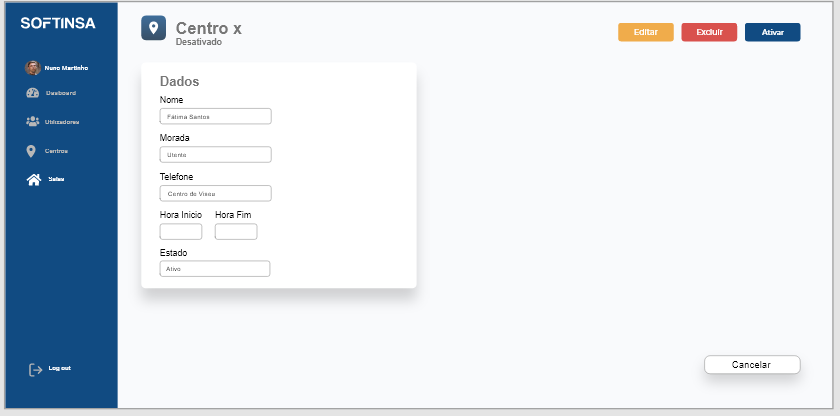 SOFTINSA
Nuno Martinho
Dasboard
Utilizadores
Centros
Salas
Log out
Centro x
Desativado
Editar
Excluir
Ativar
Dados
Nome
Fátima Santos
Morada
Utente
Telefone
Centro de Viseu
Hora Inicio Hora Fim
Estado
Ativo
Cancelar